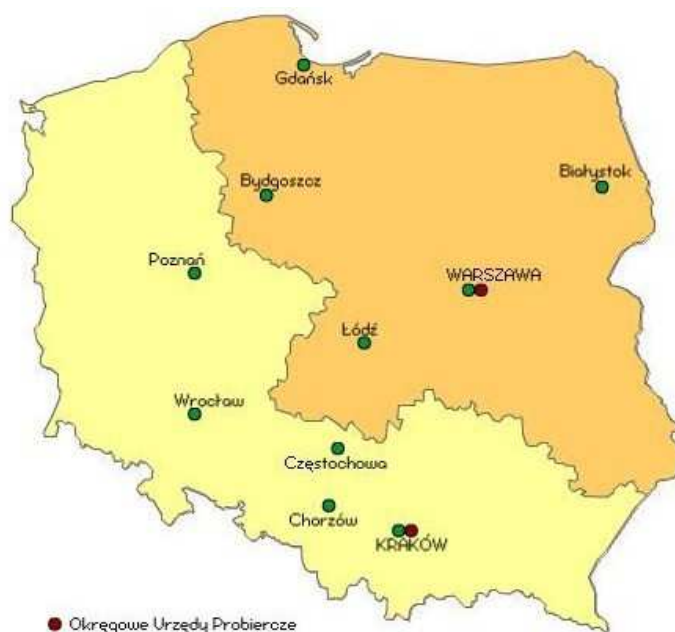 Gdańsk
Białystok
Bydgoszcz
Poznań
WARSZAWA
Łódź
Wrocław
Częstochowa
Chorzów
KRAKÓW
Okręgowe Urzędy Probiercze